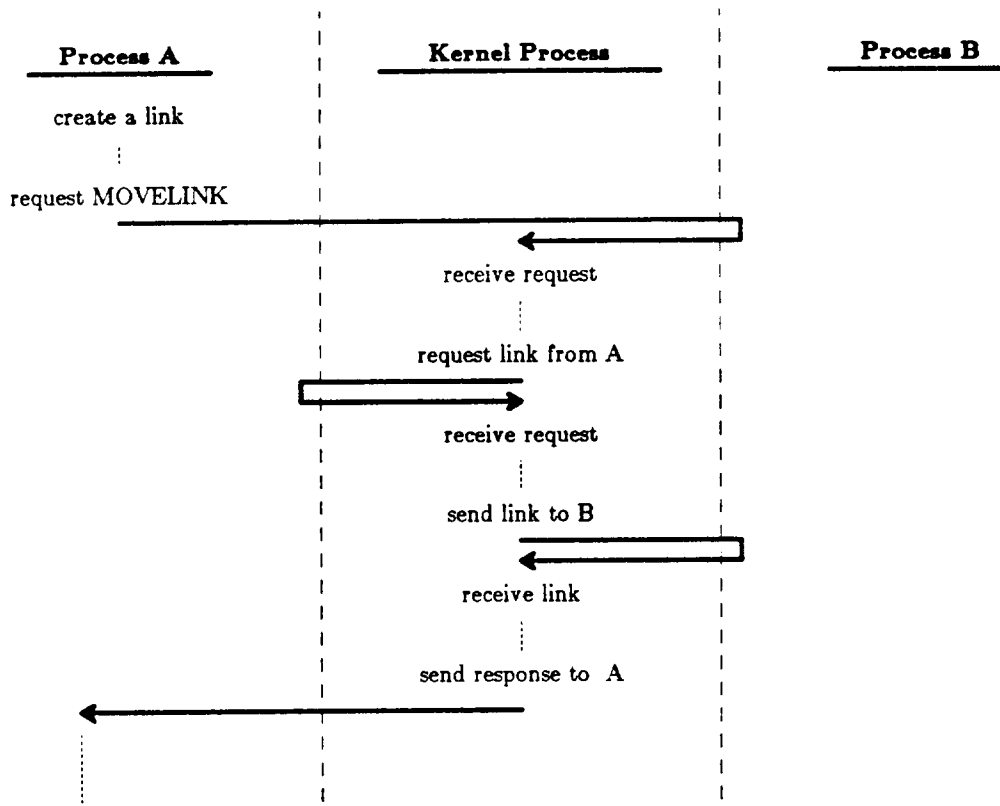 Process A
Kernel Process
Process B
create a link
request MOVELINK
receive request
request link from A
receive request
send link to B
receive link
send response to A